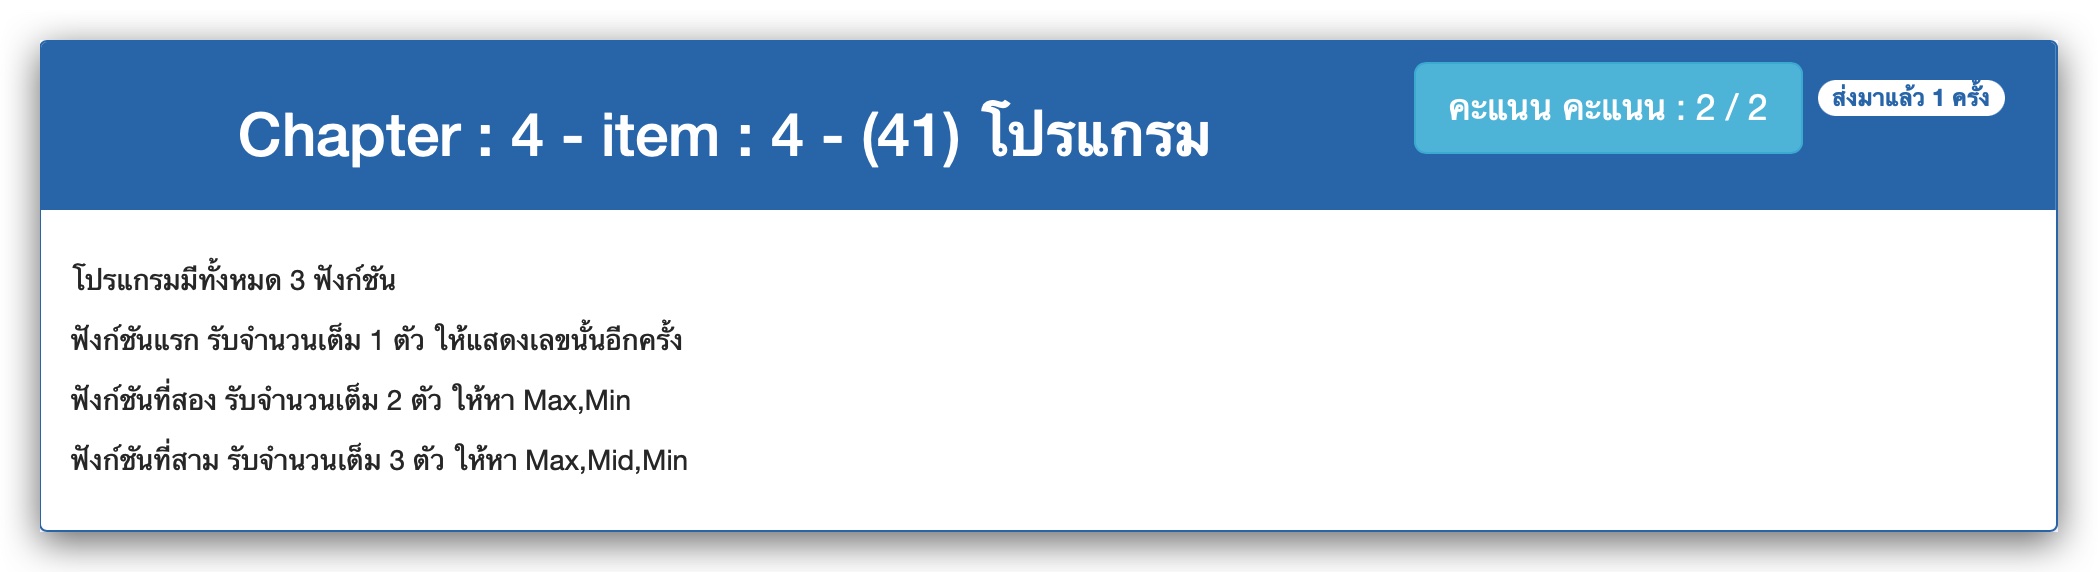 Chapter : 4 - item : 4 - (41) โปรแกรม
คะแนน คะแนน : 2 / 2
ส่งมาแล้ว 1 ครั้ง
โปรแกรมมีทั้งหมด 3 ฟังก์ชัน
ฟังก์ชันแรก รับจำนวนเต็ม 1 ตัว ให้แสดงเลขนั้นอีกครั้ง
ฟังก์ชันที่สอง รับจำนวนเต็ม 2 ตัว ให้หา Max,Min
ฟังก์ชันที่สาม รับจำนวนเต็ม 3 ตัว ให้หา Max,Mid,Min